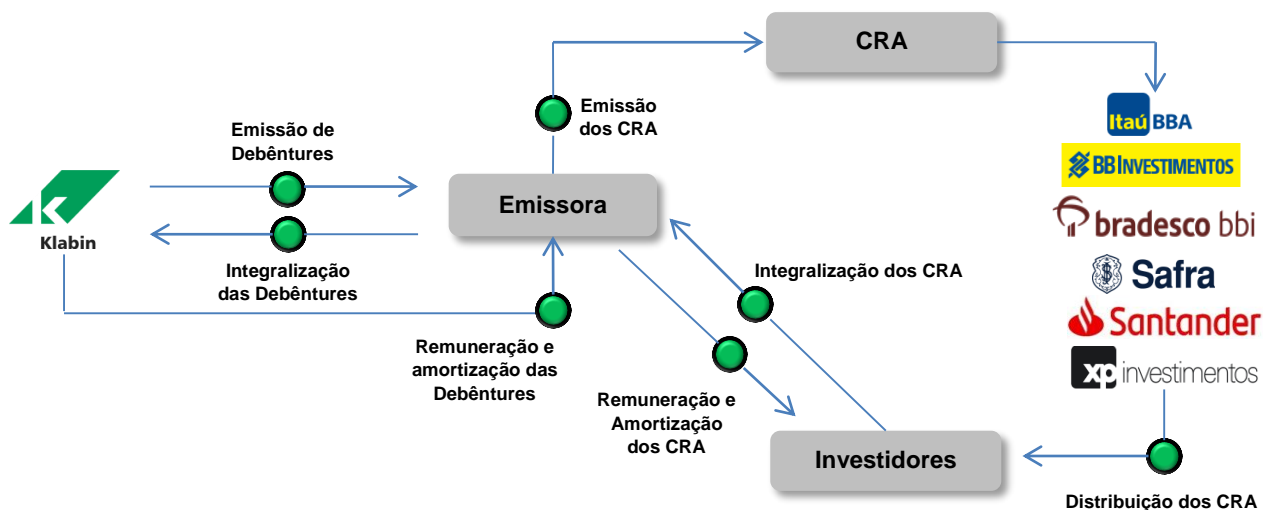 CRA
Emissão
dos CRA
Emissão de
Debêntures
Itaú BBA
BB INVESTIMENTOS
Klabin
Emissora
bradesco bbi
Integralização
das Debêntures
Integralização dos CRA
Safra
Santander
Remuneração e
amortização das
Debêntures
xp investimentos
Remuneração e
Amortização
dos CRA
Investidores
Distribuição dos CRA